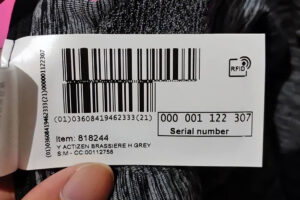 RFID
(01)03608419462333(21)
000 001 122 307
Serial number
Item: 818244
Y ACTIZEN BRASSIERE H GREY
S:M - CC:00112758
(01)03608419462333(21)000001122307